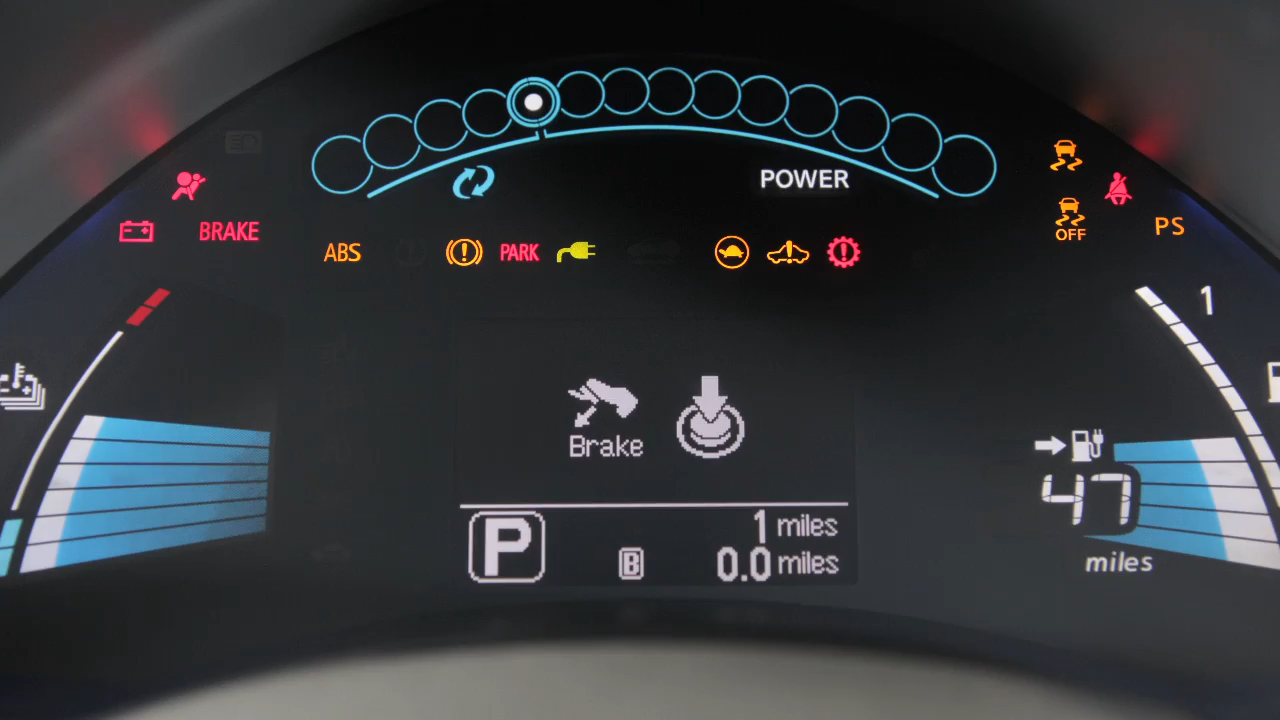 POWER
BRAKE
ABS
PARK
OFF
PS
1
Brake
47
miles
P
B
1 miles
0.0 miles